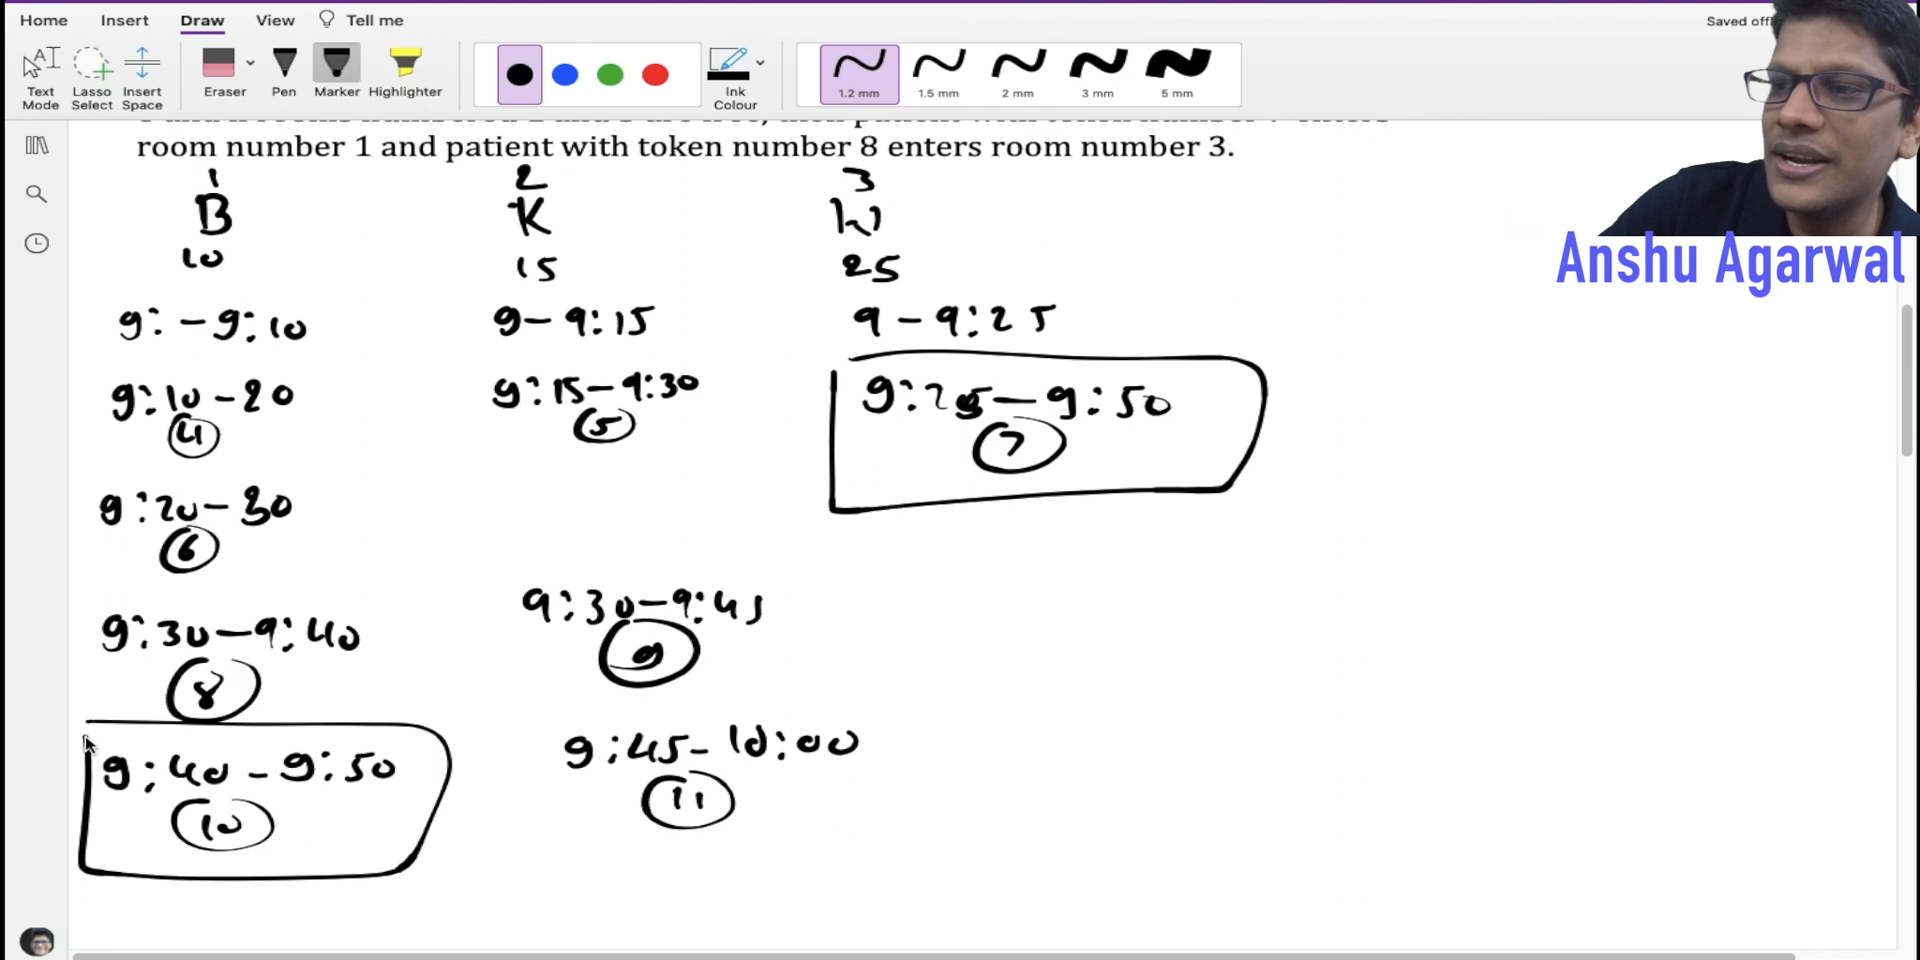 Home Insert Draw View Tell me
Saved off
Text Mode
Lasso Select
Insert Space
Eraser
Pen
Marker
Highlighter
Ink Colour
1.2 mm
1.5 mm
2 mm
3 mm
5 mm
room number 1 and patient with token number 8 enters room number 3.
Anshu Agarwal
1 2 3
B K W
10 15 25
9: - 9:10 9 - 9:15 9 - 9:25
9:10 - 20 9:15 - 9:30 9:25 - 9:50
4 5 7
9:20 - 30
6
9:30 - 9:40 9:30 - 9:45
8 9
9:40 - 9:50 9:45 - 10:00
10 11